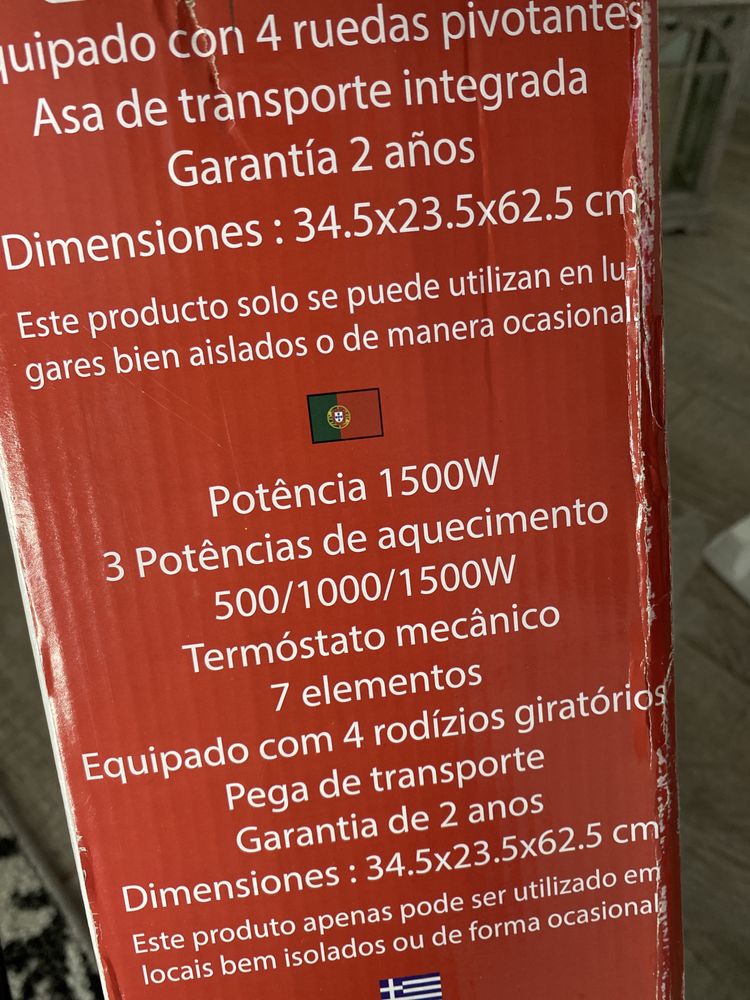 quipado con 4 ruedas pivotantes
Asa de transporte integrada
Garantía 2 años
Dimensiones : 34.5x23.5x62.5 cm
Este producto solo se puede utilizan en lu-
gares bien aislados o de manera ocasional.
Potência 1500W
3 Potências de aquecimento
500/1000/1500W
Termóstato mecânico
7 elementos
Equipado com 4 rodízios giratórios
Pega de transporte
Garantia de 2 anos
Dimensiones : 34.5x23.5x62.5 cm
Este produto apenas pode ser utilizado em
locais bem isolados ou de forma ocasional